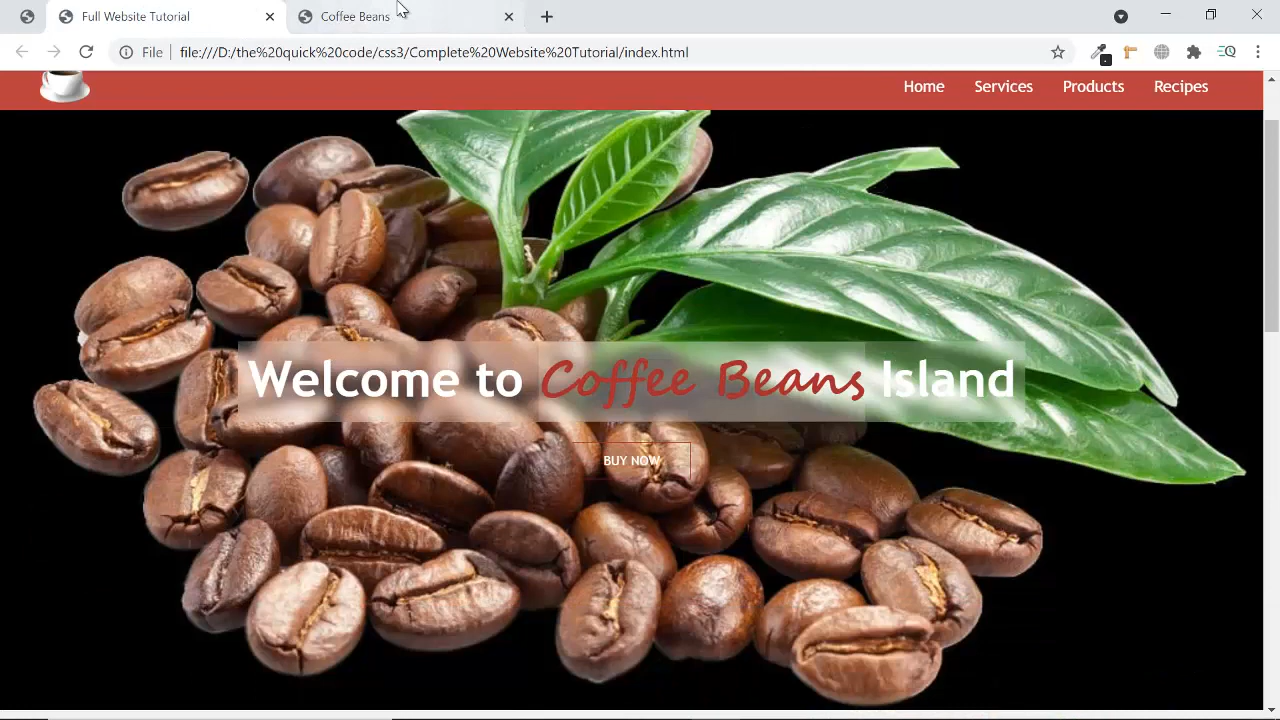 Full Website Tutorial
Coffee Beans
File
file:///D:/the%20quick%20code/css3/Complete%20Website%20Tutorial/index.html
Home
Services
Products
Recipes
Welcome to Coffee Beans Island
BUY NOW